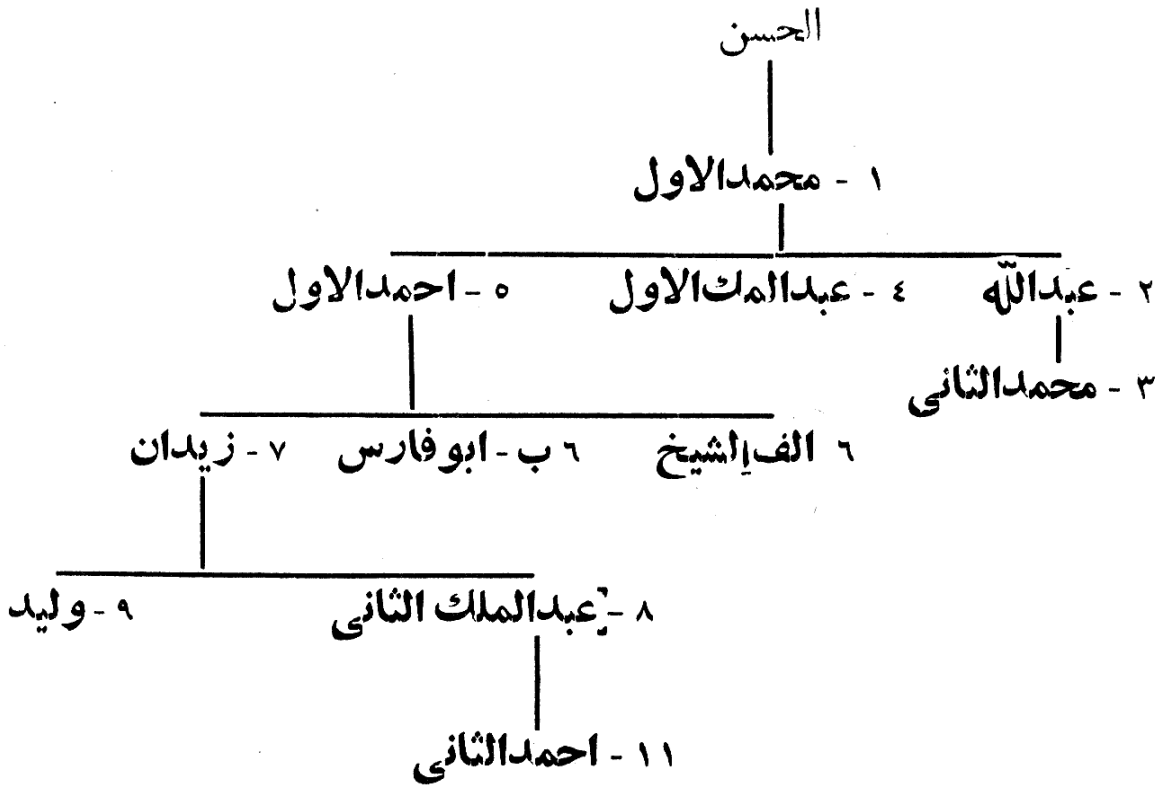 الحسن
١ - محمدالاول
٢ - عبدالله ٤ - عبدالمك الاول ٥ - احمدالاول
٣ - محمدالثانى
٦ الف الشيخ ٦ ب - ابوفارس ٧ - زيدان
٨ - عبدالملك الثانى ٩ - وليد
١١ - احمدالثانى